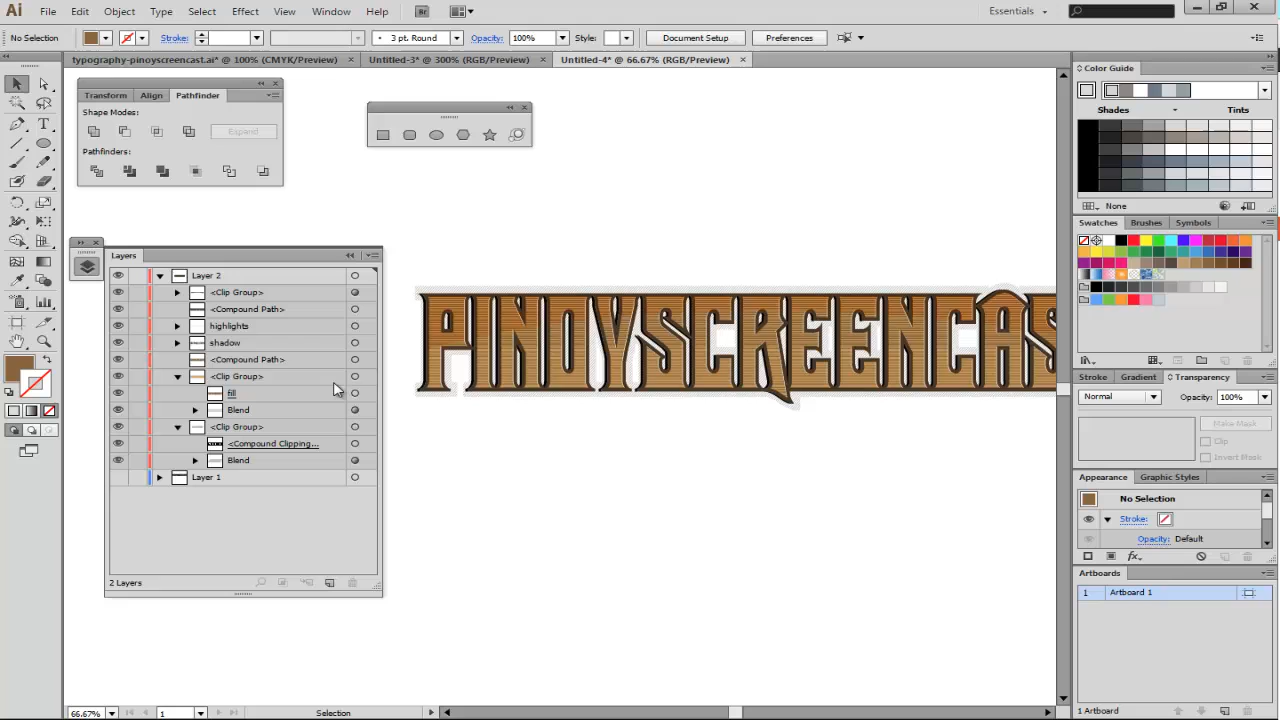 Ai File Edit Object Type Select Effect View Window Help Br Essentials
No Selection Stroke: 3 pt. Round Opacity: 100% Style: Document Setup Preferences
typography-pinoyscreencast.ai* @ 100% (CMYK/Preview) × Untitled-3* @ 300% (RGB/Preview) × Untitled-4* @ 66.67% (RGB/Preview) ×
Color Guide
Transform Align Pathfinder
Shape Modes:
Expand
Pathfinders:
Shades Tints
None
Swatches Brushes Symbols
Layers
Layer 2
<Clip Group>
<Compound Path>
highlights
shadow
<Compound Path>
<Clip Group>
fill
Blend
<Clip Group>
<Compound Clipping...
Blend
Layer 1
2 Layers
PINOYSCREENCAS
Stroke Gradient Transparency
Normal Opacity: 100%
Make Mask
Clip
Invert Mask
Appearance Graphic Styles
No Selection
Stroke:
Opacity: Default
fx
Artboards
1 Artboard 1
1 Artboard
66.67% 1 Selection